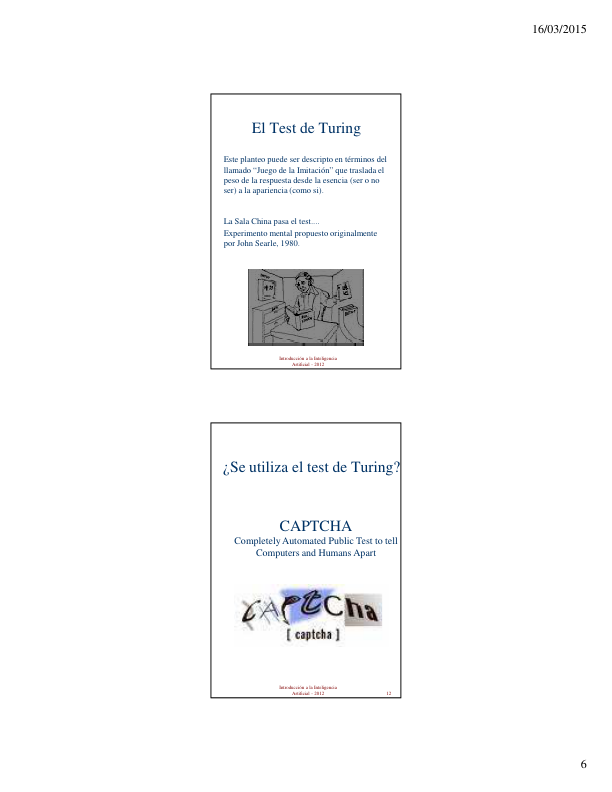 16/03/2015
El Test de Turing
Este planteo puede ser descripto en términos del
llamado “Juego de la Imitación” que traslada el
peso de la respuesta desde la esencia (ser o no
ser) a la apariencia (como si).
La Sala China pasa el test....
Experimento mental propuesto originalmente
por John Searle, 1980.
Introducción a la Inteligencia
Artificial - 2012
¿Se utiliza el test de Turing?
CAPTCHA
Completely Automated Public Test to tell
Computers and Humans Apart
CAPTCha
[ captcha ]
Introducción a la Inteligencia
Artificial - 2012
12
6